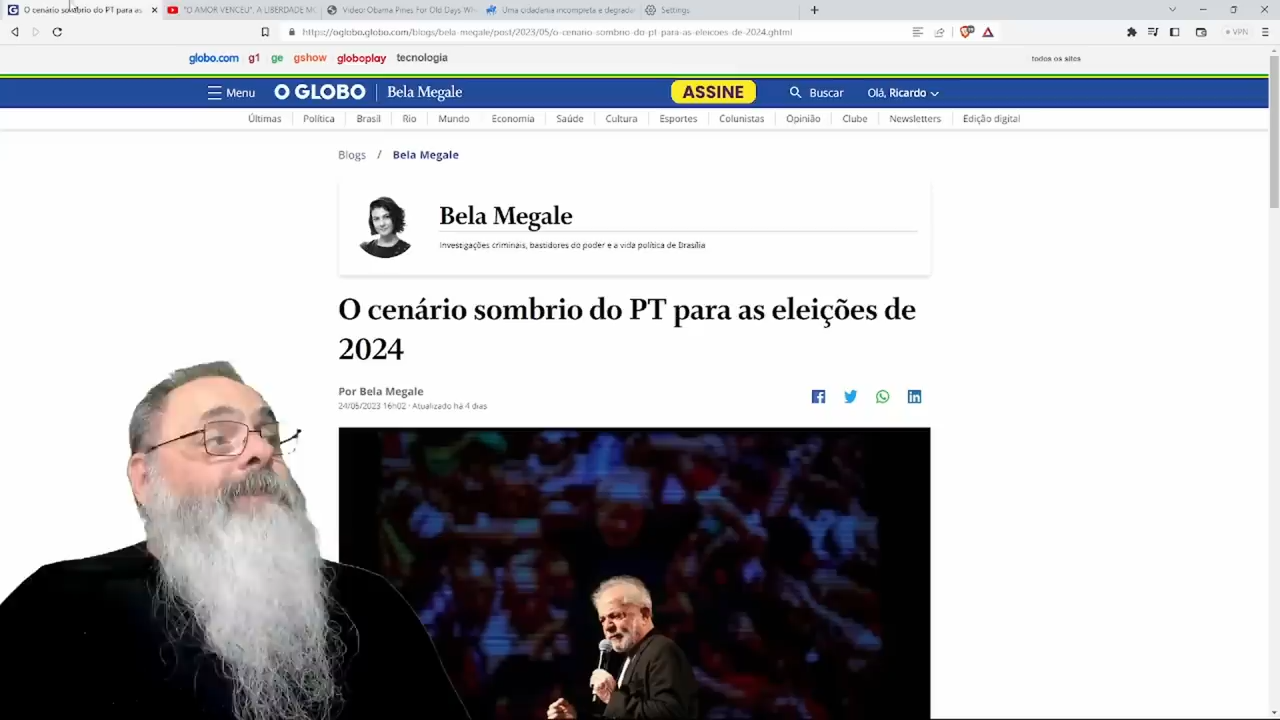 O cenário sombrio do PT para as
"O AMOR VENCEU". A LIBERDADE MO
Video: Obama Pines For Old Days Wh
Uma cidadania incompleta e degrada
Settings
https://oglobo.globo.com/blogs/bela-megale/post/2023/05/o-cenario-sombrio-do-pt-para-as-eleicoes-de-2024.ghtml
VPN
globo.com g1 ge gshow globoplay tecnologia
todos os sites
Menu O GLOBO Bela Megale ASSINE Buscar Olá, Ricardo
Últimas Política Brasil Rio Mundo Economia Saúde Cultura Esportes Colunistas Opinião Clube Newsletters Edição digital
Blogs / Bela Megale
Bela Megale
Investigações criminais, bastidores do poder e a vida política de Brasília
O cenário sombrio do PT para as eleições de
2024
Por Bela Megale
24/05/2023 16h02 · Atualizado há 4 dias